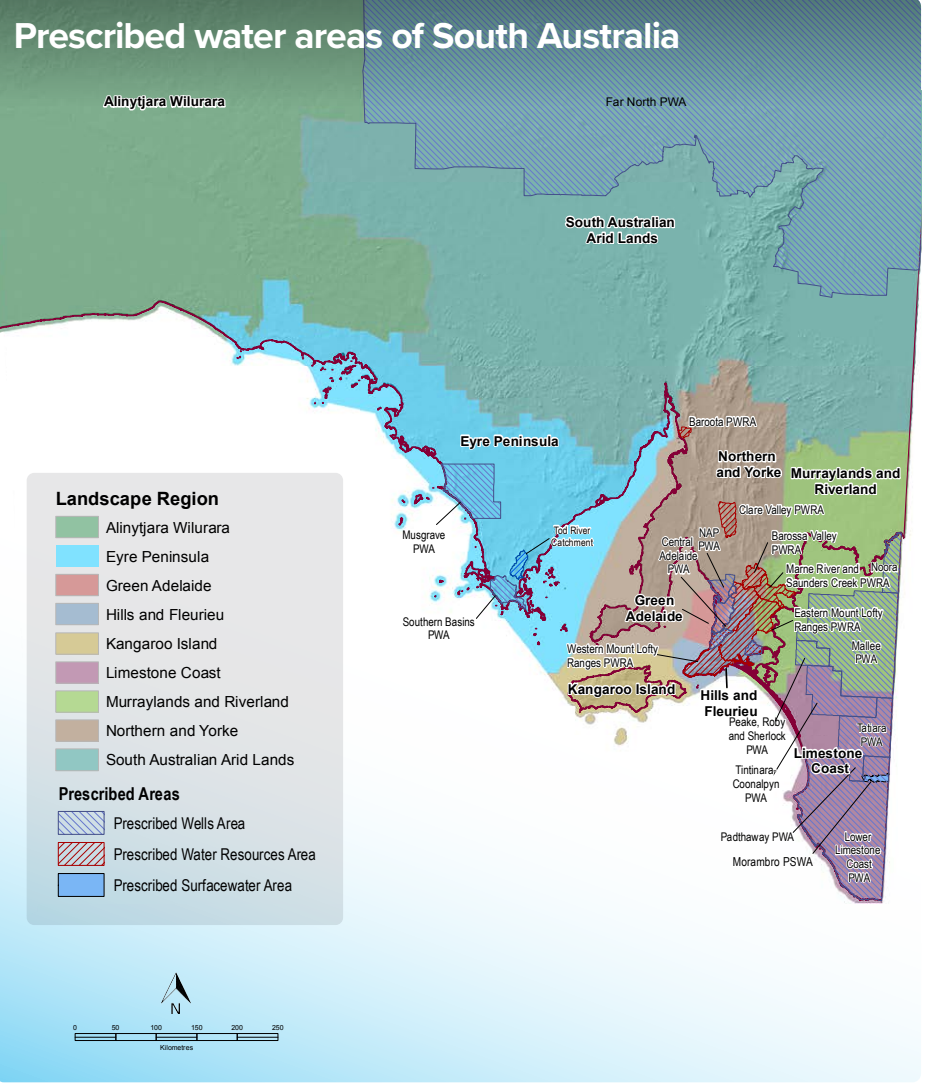 Prescribed water areas of South Australia
Alinytjara Wilurara
Far North PWA
South Australian
Arid Lands
Baroota PWRA
Eyre Peninsula
Northern
and Yorke
Murraylands and
Riverland
Clare Valley PWRA
Musgrave
PWA
Tod River
Catchment
NAP
PWA
Central
Adelaide
PWA
Barossa Valley
PWRA
Marne River and
Saunders Creek PWRA
Noora
Green
Adelaide
Eastern Mount Lofty
Ranges PWRA
Southern Basins
PWA
Western Mount Lofty
Ranges PWRA
Mallee
PWA
Kangaroo Island
Hills and
Fleurieu
Peake, Roby
and Sherlock
PWA
Tatiara
PWA
Limestone
Coast
Tintinara-
Coonalpyn
PWA
Padthaway PWA
Morambro PSWA
Lower
Limestone
Coast
PWA
Landscape Region
Alinytjara Wilurara
Eyre Peninsula
Green Adelaide
Hills and Fleurieu
Kangaroo Island
Limestone Coast
Murraylands and Riverland
Northern and Yorke
South Australian Arid Lands
Prescribed Areas
Prescribed Wells Area
Prescribed Water Resources Area
Prescribed Surfacewater Area
N
0 50 100 150 200 250
Kilometres